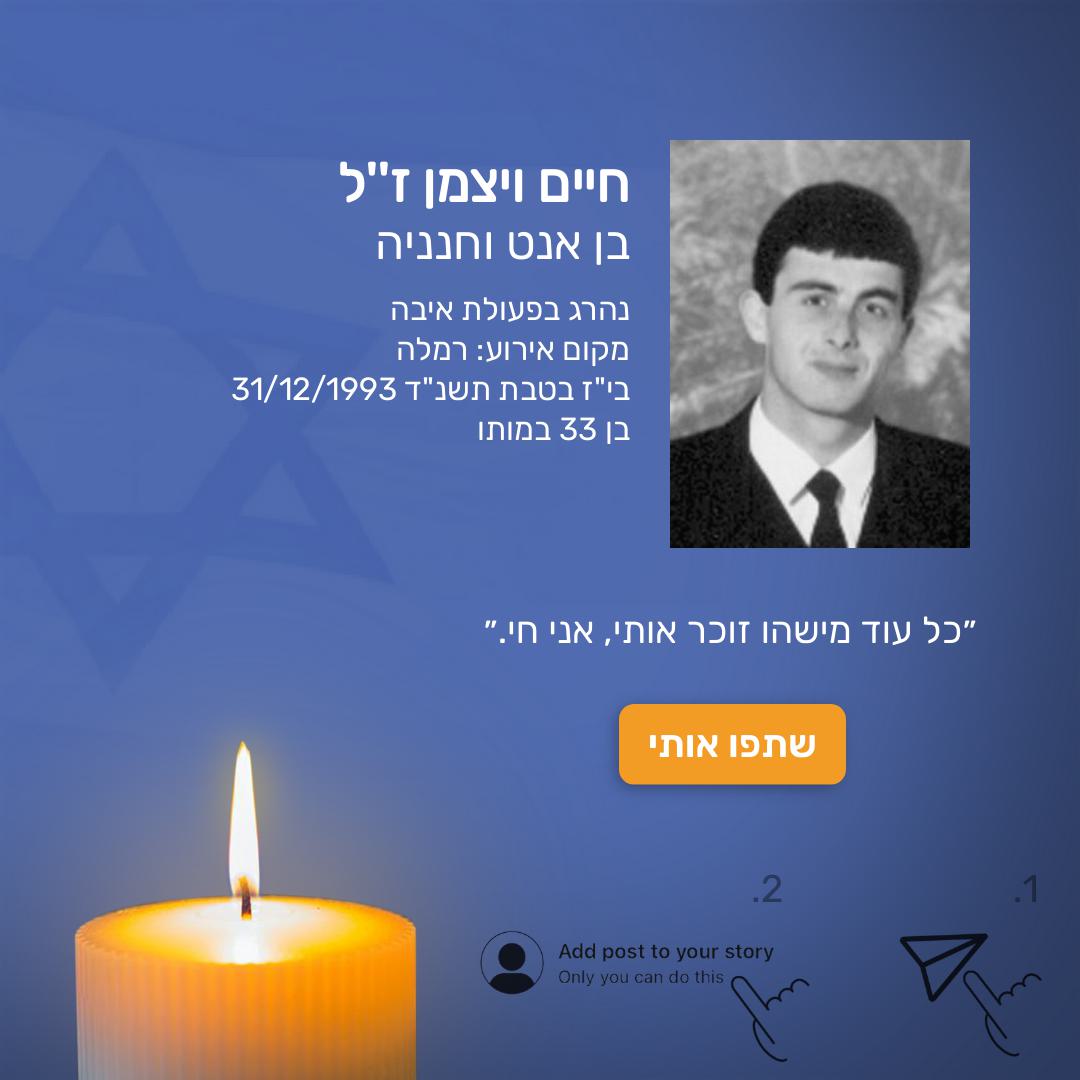 חיים ויצמן ז"ל
בן אנט וחנניה
נהרג בפעולת איבה
מקום אירוע: רמלה
בי"ז בטבת תשנ"ד 31/12/1993
בן 33 במותו
״כל עוד מישהו זוכר אותי, אני חי.״
שתפו אותי
1.
2.
Add post to your story
Only you can do this